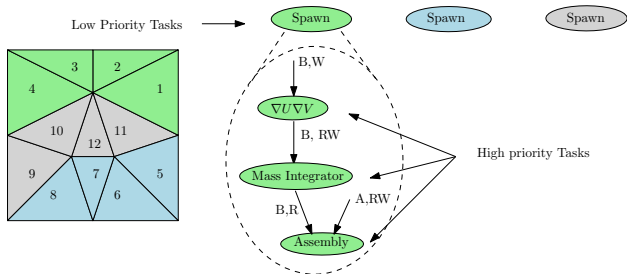 Low Priority Tasks
Spawn
Spawn
Spawn
3
2
4
1
10
11
12
9
7
5
8
6
B,W
∇U∇V
B, RW
High priority Tasks
Mass Integrator
B,R
A,RW
Assembly